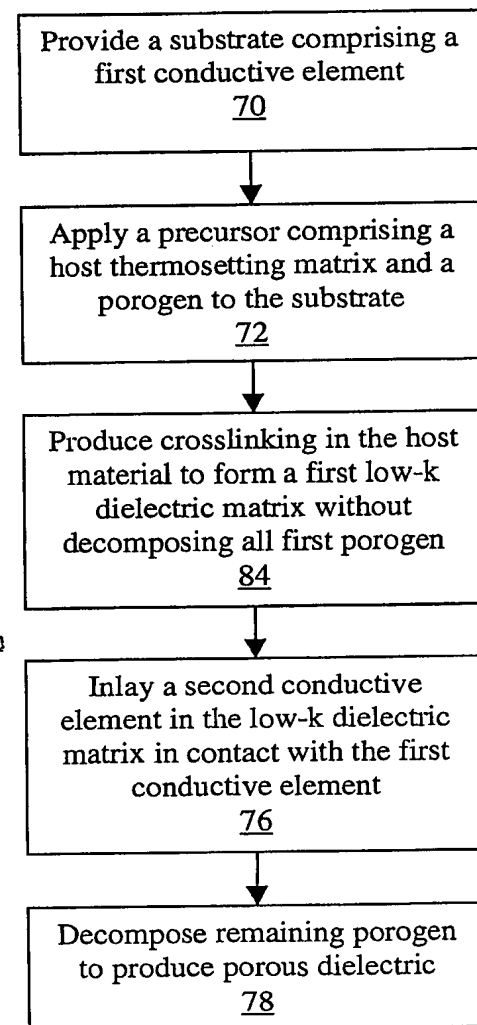 Provide a substrate comprising a
first conductive element
70
Apply a precursor comprising a
host thermosetting matrix and a
porogen to the substrate
72
Produce crosslinking in the host
material to form a first low-k
dielectric matrix without
decomposing all first porogen
84
Inlay a second conductive
element in the low-k dielectric
matrix in contact with the first
conductive element
76
Decompose remaining porogen
to produce porous dielectric
78